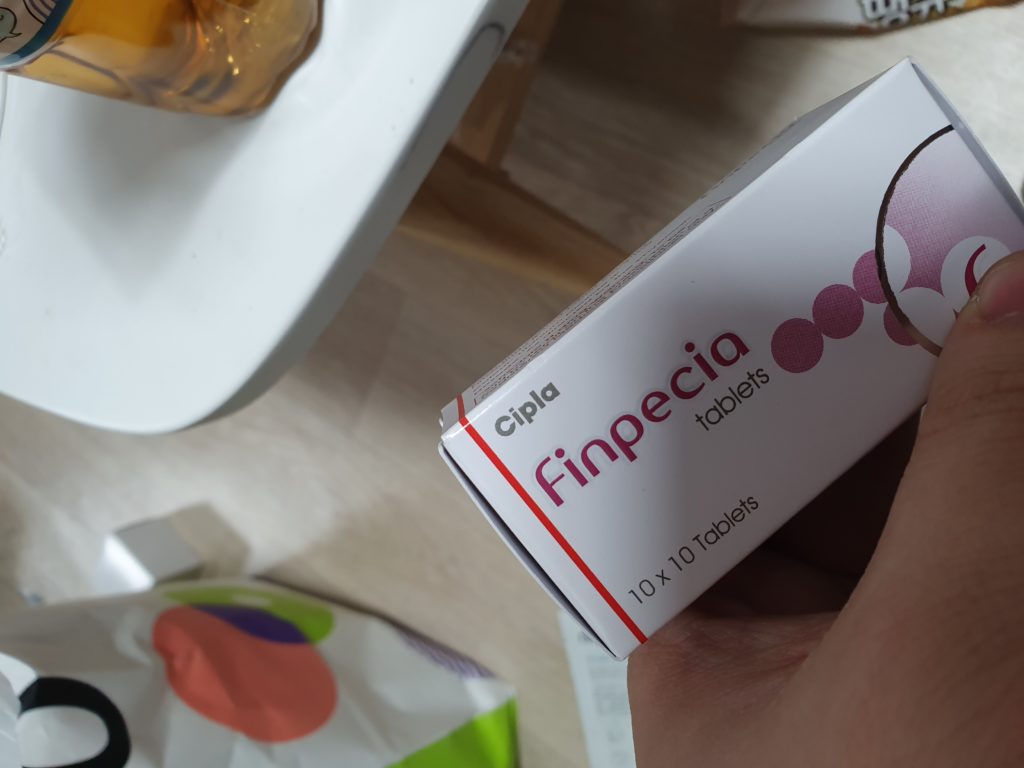 Cipla
Finpecia
tablets
10 x 10 Tablets